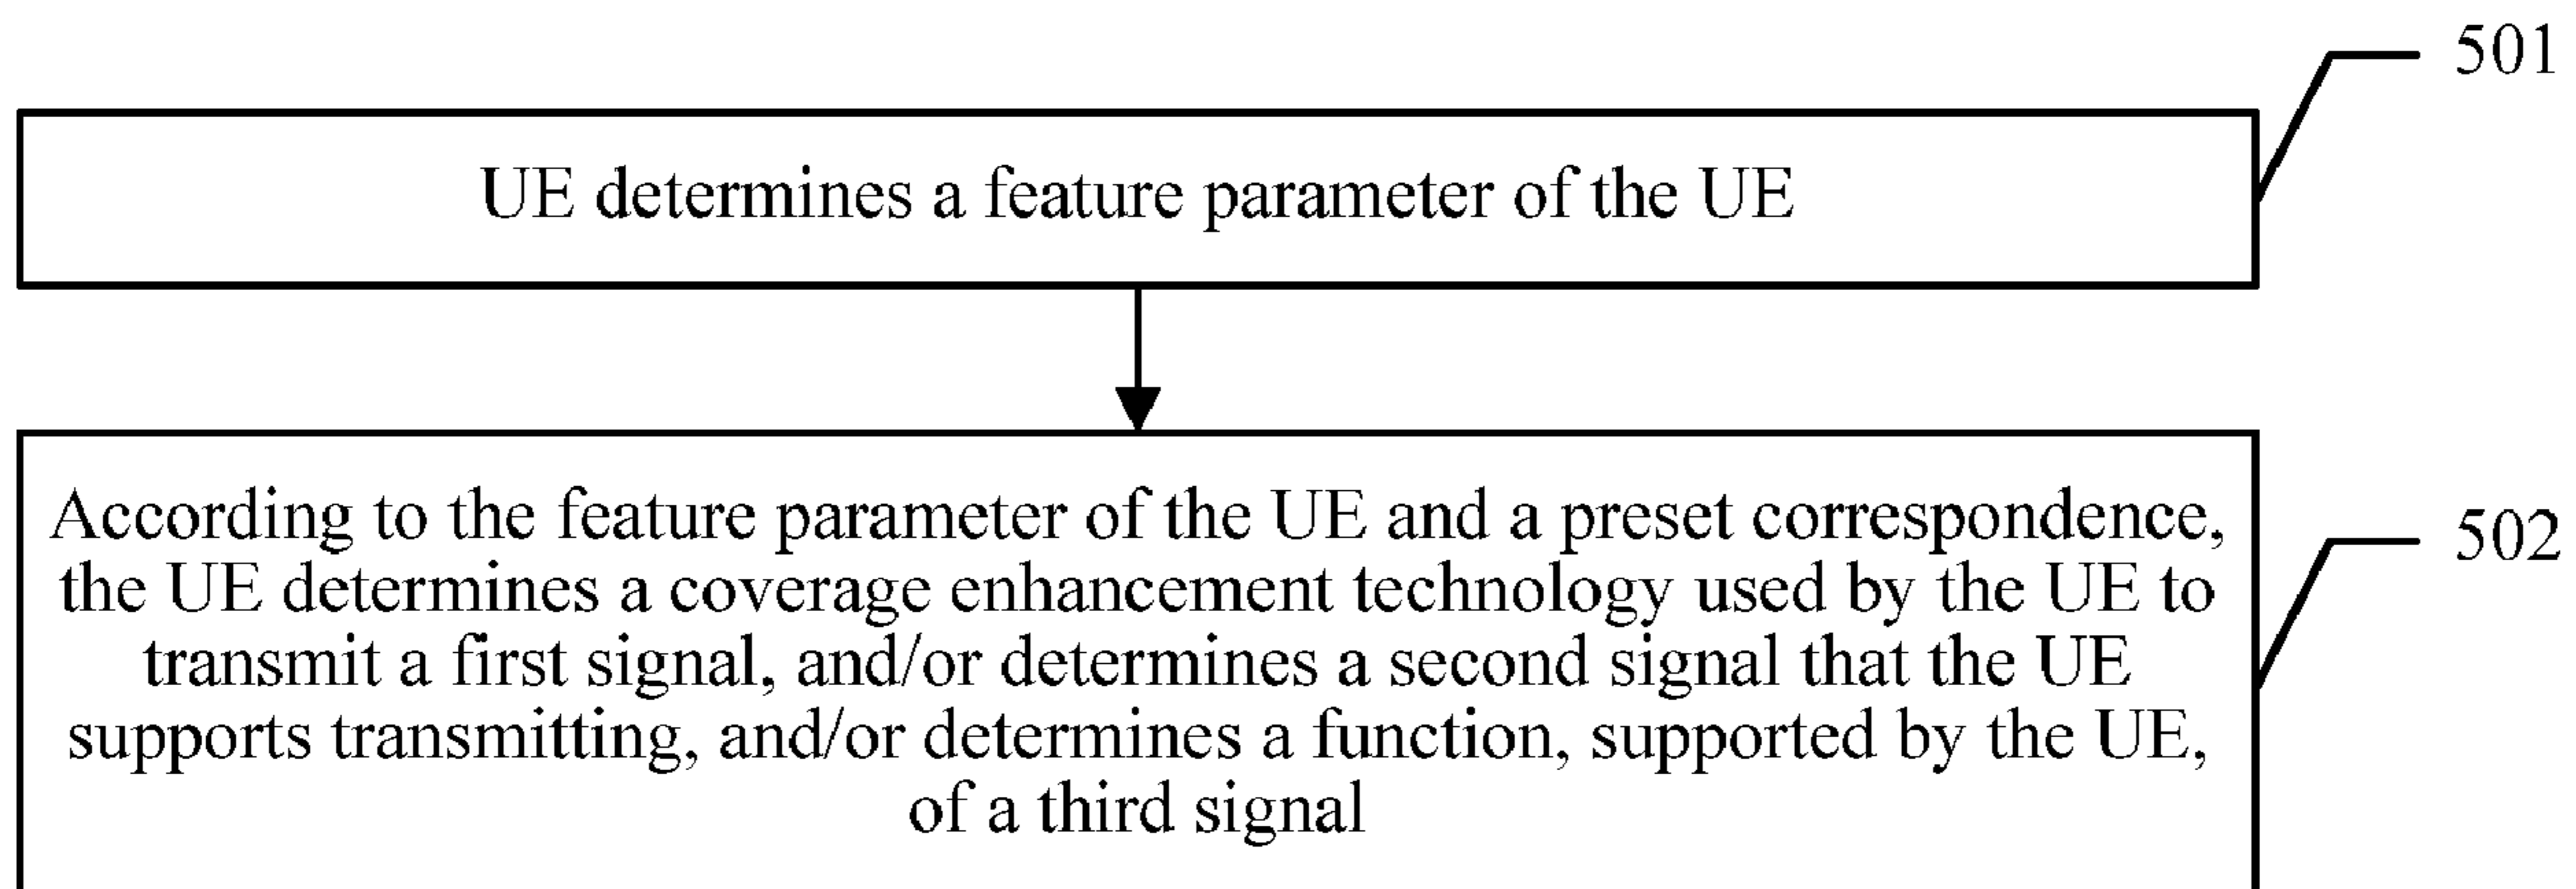 501
UE determines a feature parameter of the UE
According to the feature parameter of the UE and a preset correspondence,
502
the UE determines a coverage enhancement technology used by the UE to
transmit a first signal, and/or determines a second signal that the UE
supports transmitting, and/or determines a function, supported by the UE,
of a third signal